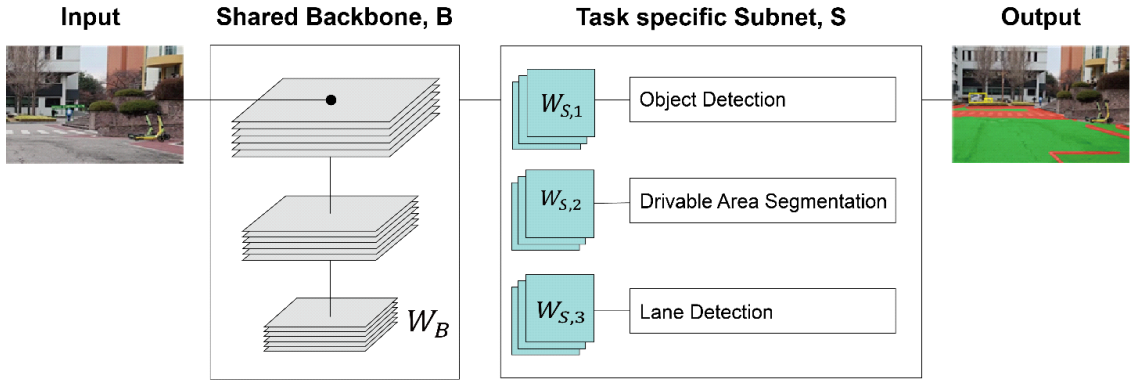 Input
Shared Backbone, B
Task specific Subnet, S
Output
W_B
W_{S,1}
Object Detection
W_{S,2}
Drivable Area Segmentation
W_{S,3}
Lane Detection